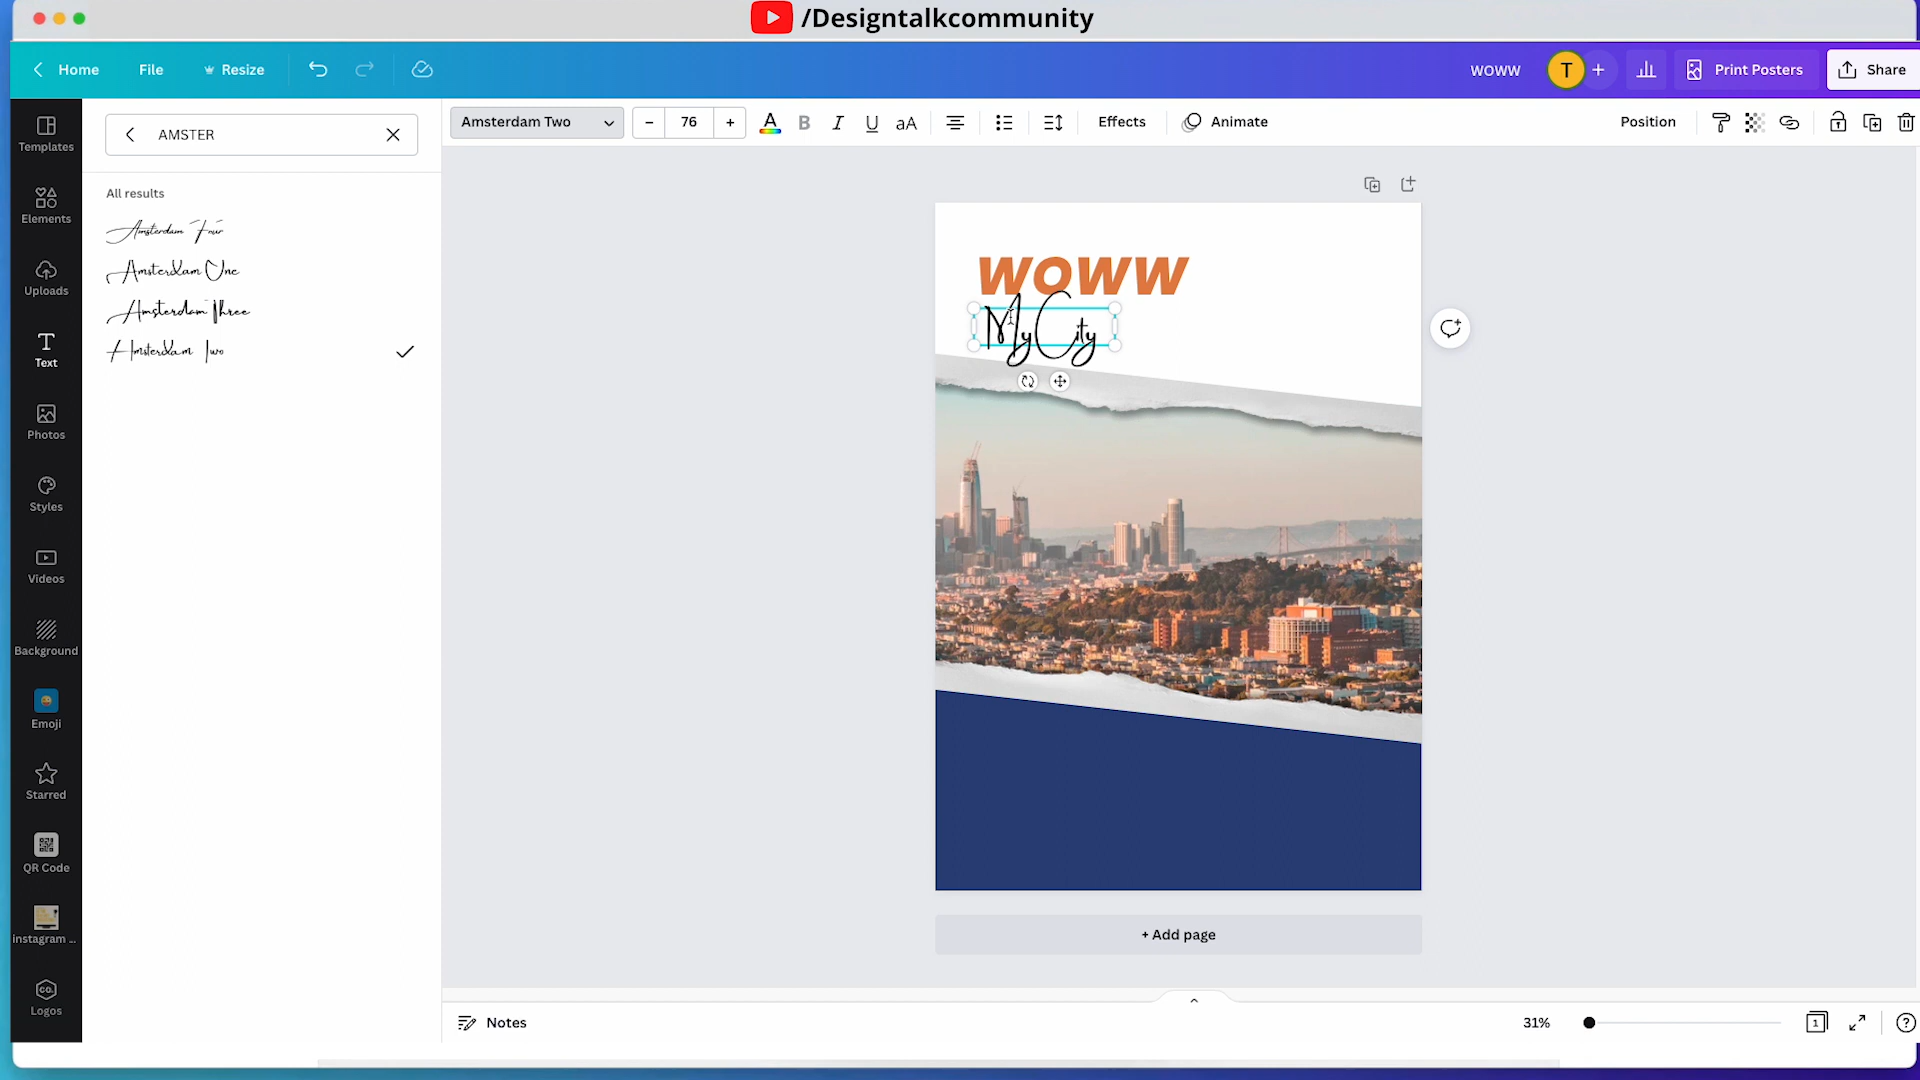 /Designtalkcommunity
Home File Resize WOWW T + Print Posters Share
AMSTER
Amsterdam Two - 76 + A B I U aA Effects Animate Position
Templates
Elements
Uploads
Text
Photos
Styles
Videos
Background
Emoji
Starred
QR Code
instagram ...
CO.
Logos
All results
Amsterdam Four
Amsterdam One
Amsterdam Three
Amsterdam Two
WOWW
My City
+ Add page
Notes 31% 1 ?